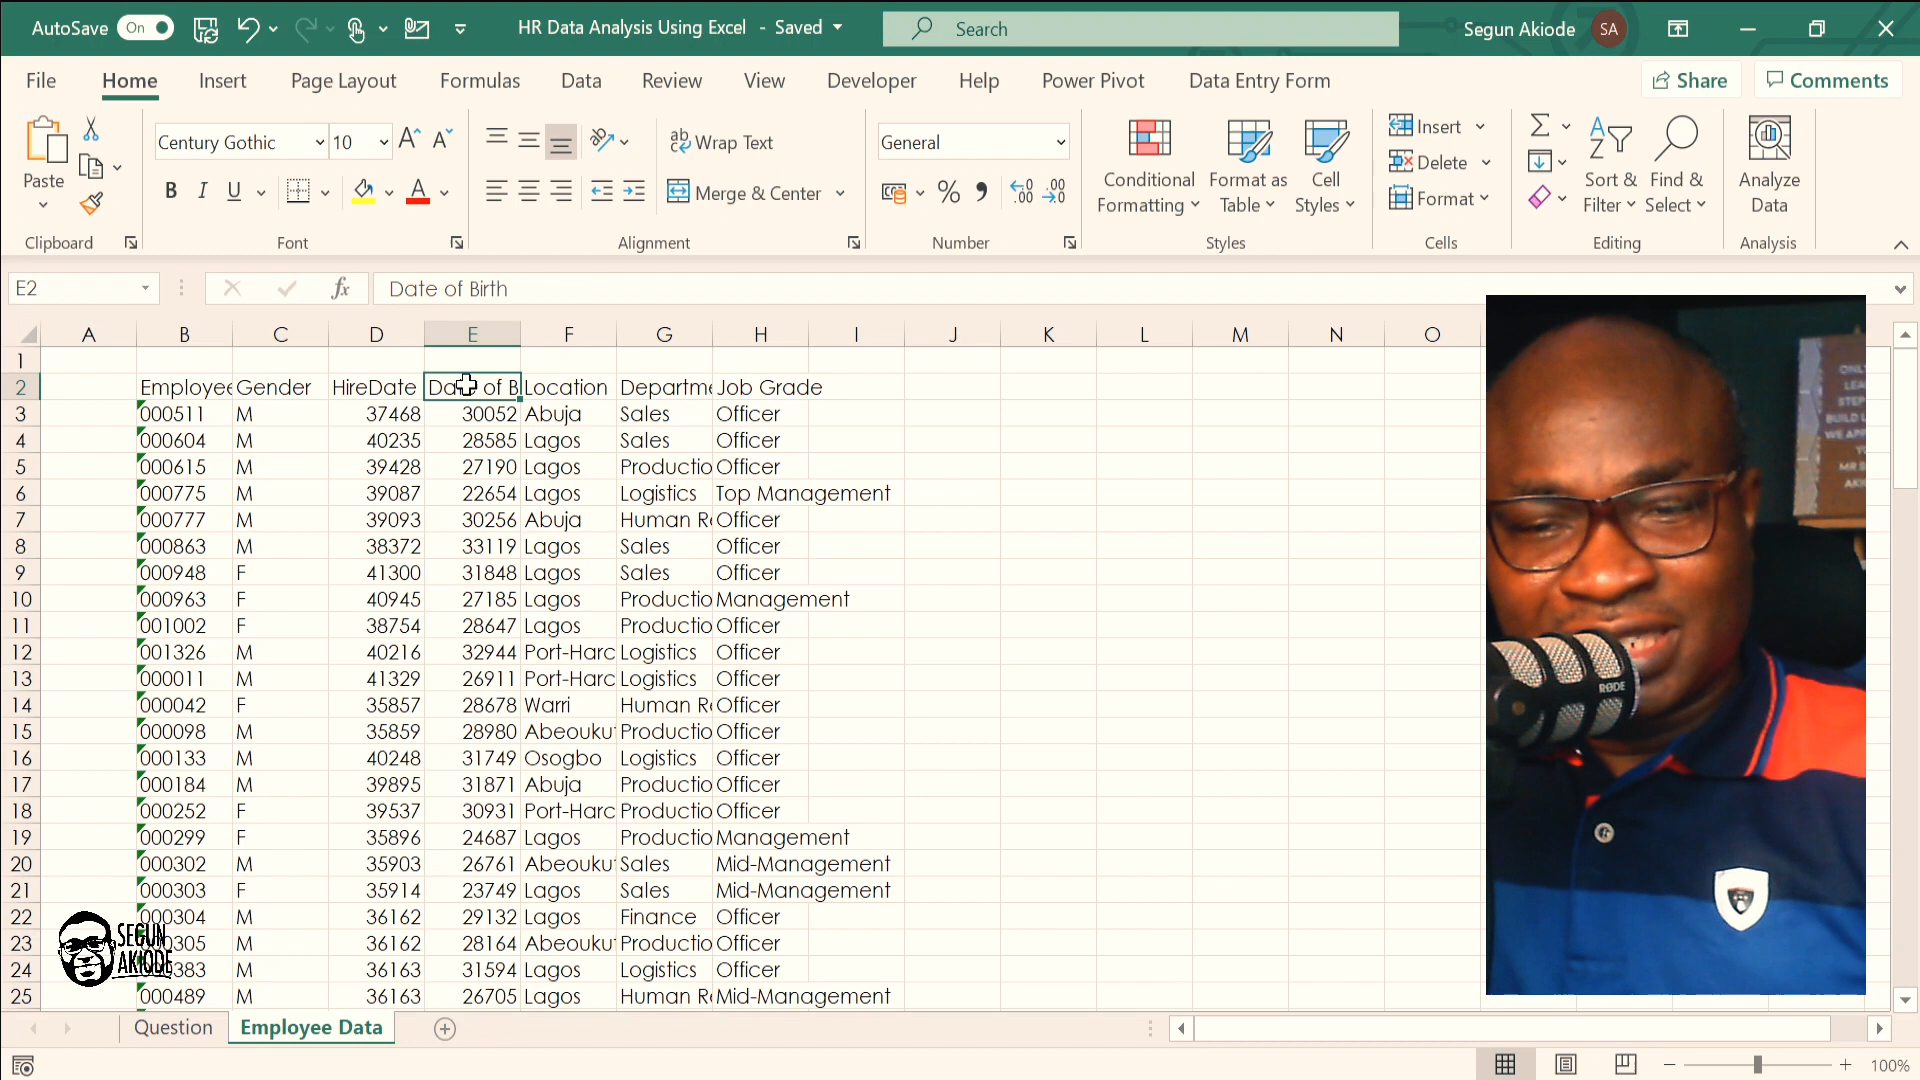 AutoSave On HR Data Analysis Using Excel - Saved Search Segun Akiode SA
File Home Insert Page Layout Formulas Data Review View Developer Help Power Pivot Data Entry Form Share Comments
Paste Century Gothic 10 Wrap Text General Conditional Formatting Format as Table Cell Styles Insert Sort & Filter Find & Select Analyze Data
B I U Merge & Center % Delete
Format
Clipboard Font Alignment Number Styles Cells Editing Analysis
E2 fx Date of Birth
A B C D E F G H I J K L M N O
1
2 Employee Gender HireDate Date of B Location Departme Job Grade
3 000511 M 37468 30052 Abuja Sales Officer
4 000604 M 40235 28585 Lagos Sales Officer
5 000615 M 39428 27190 Lagos Productio Officer
6 000775 M 39087 22654 Lagos Logistics Top Management
7 000777 M 39093 30256 Abuja Human Re Officer
8 000863 M 38372 33119 Lagos Sales Officer
9 000948 F 41300 31848 Lagos Sales Officer
10 000963 F 40945 27185 Lagos Productio Management
11 001002 F 38754 28647 Lagos Productio Officer
12 001326 M 40216 32944 Port-Harc Logistics Officer
13 000011 M 41329 26911 Port-Harc Logistics Officer
14 000042 F 35857 28678 Warri Human Re Officer
15 000098 M 35859 28980 Abeoukut Productio Officer
16 000133 M 40248 31749 Osogbo Logistics Officer
17 000184 M 39895 31871 Abuja Productio Officer
18 000252 F 39537 30931 Port-Harc Productio Officer
19 000299 F 35896 24687 Lagos Productio Management
20 000302 M 35903 26761 Abeoukut Sales Mid-Management
21 000303 F 35914 23749 Lagos Sales Mid-Management
22 000304 M 36162 29132 Lagos Finance Officer
23 000305 M 36162 28164 Abeoukut Productio Officer
24 383 M 36163 31594 Lagos Logistics Officer
25 000489 M 36163 26705 Lagos Human Re Mid-Management
SEGUN
AKIODE
RØDE
Question Employee Data
100%